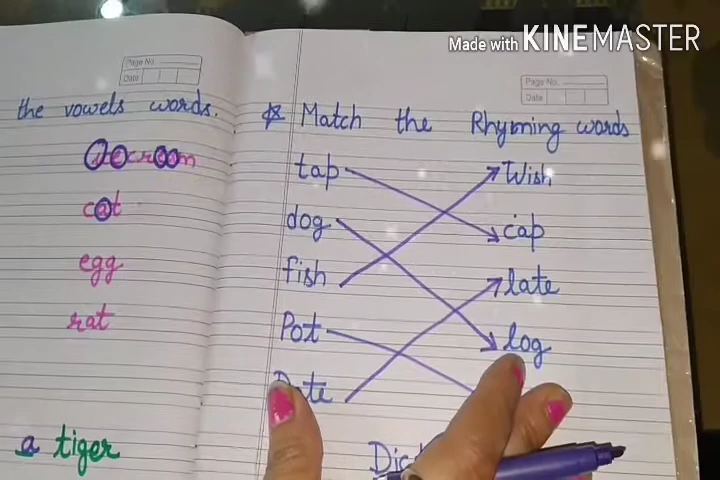 Made with KINEMASTER
Page No.
Date
the vowels words.
cat
egg
rat
a tiger
Page No.
Date
Match the Rhyming words
tap Wish
dog cap
fish late
Pot log